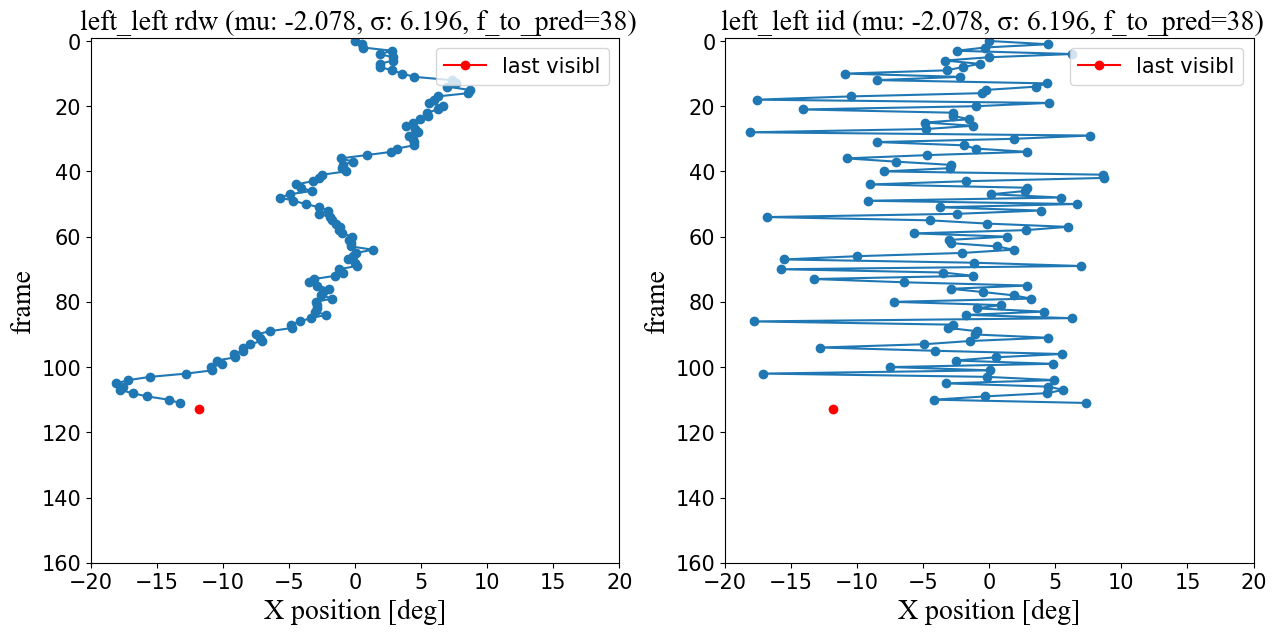 left_left rdw (mu: -2.078, σ: 6.196, f_to_pred=38)
last visibl
0
20
40
60
80
100
120
140
160
frame
−20 −15 −10 −5 0 5 10 15 20
X position [deg]
left_left iid (mu: -2.078, σ: 6.196, f_to_pred=38)
last visibl
0
20
40
60
80
100
120
140
160
frame
−20 −15 −10 −5 0 5 10 15 20
X position [deg]